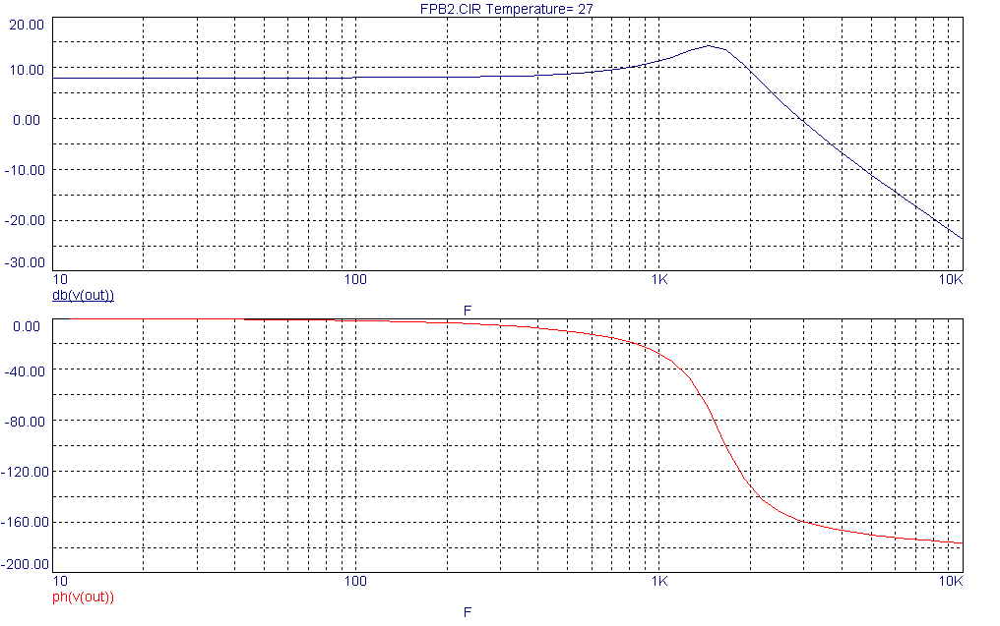 FPB2.CIR Temperature= 27
20.00
10.00
0.00
-10.00
-20.00
-30.00
10 100 1K 10K
db(v(out))
F
0.00
-40.00
-80.00
-120.00
-160.00
-200.00
10 100 1K 10K
ph(v(out))
F